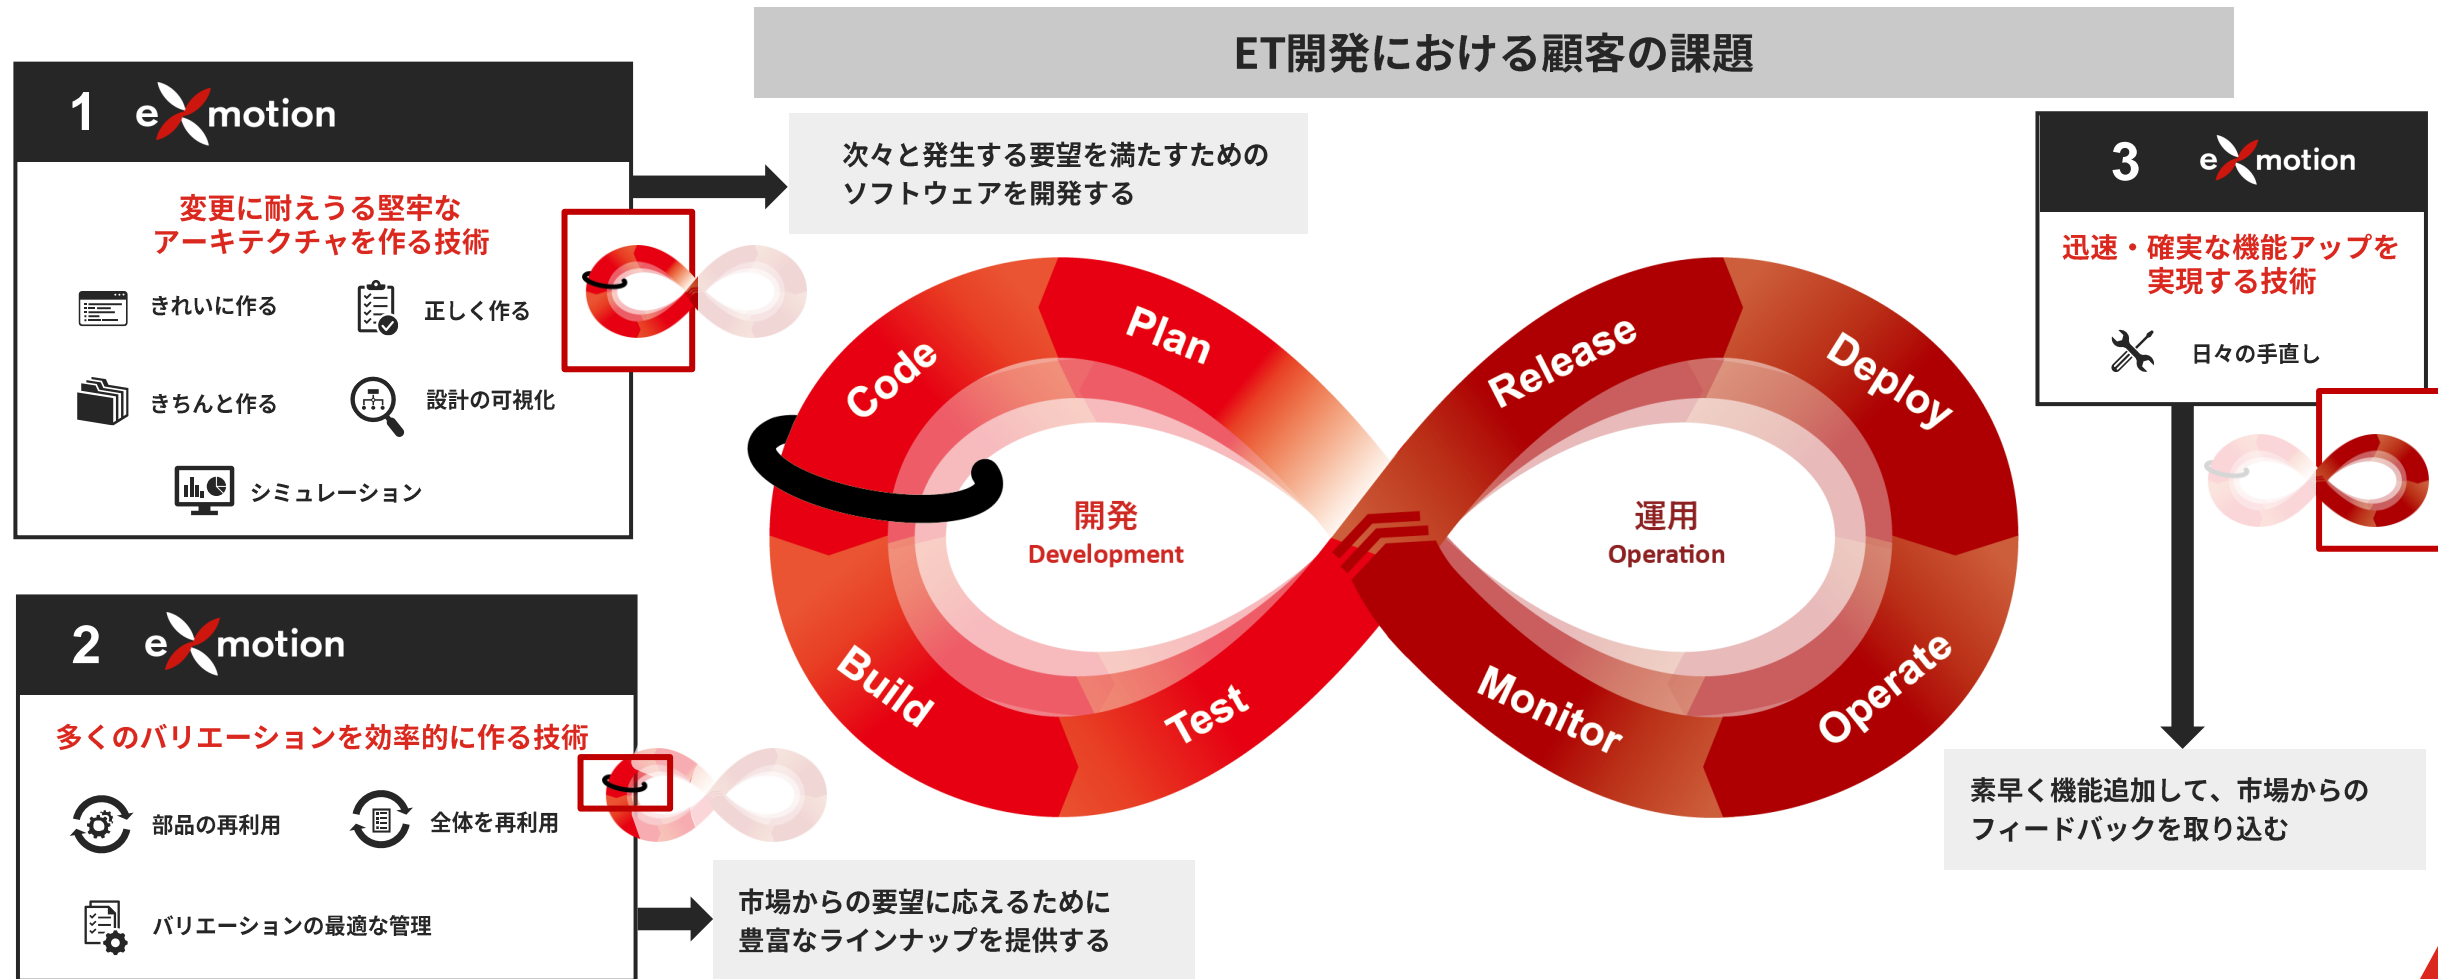 ET開発における顧客の課題
1 eXmotion
変更に耐えうる堅牢な
アーキテクチャを作る技術
きれいに作る
正しく作る
きちんと作る
設計の可視化
シミュレーション
次々と発生する要望を満たすための
ソフトウェアを開発する
2 eXmotion
多くのバリエーションを効率的に作る技術
部品の再利用
全体を再利用
バリエーションの最適な管理
市場からの要望に応えるために
豊富なラインナップを提供する
Code
Plan
Build
Test
開発
Development
Release
Deploy
Monitor
Operate
運用
Operation
3 eXmotion
迅速・確実な機能アップを
実現する技術
日々の手直し
素早く機能追加して、市場からの
フィードバックを取り込む